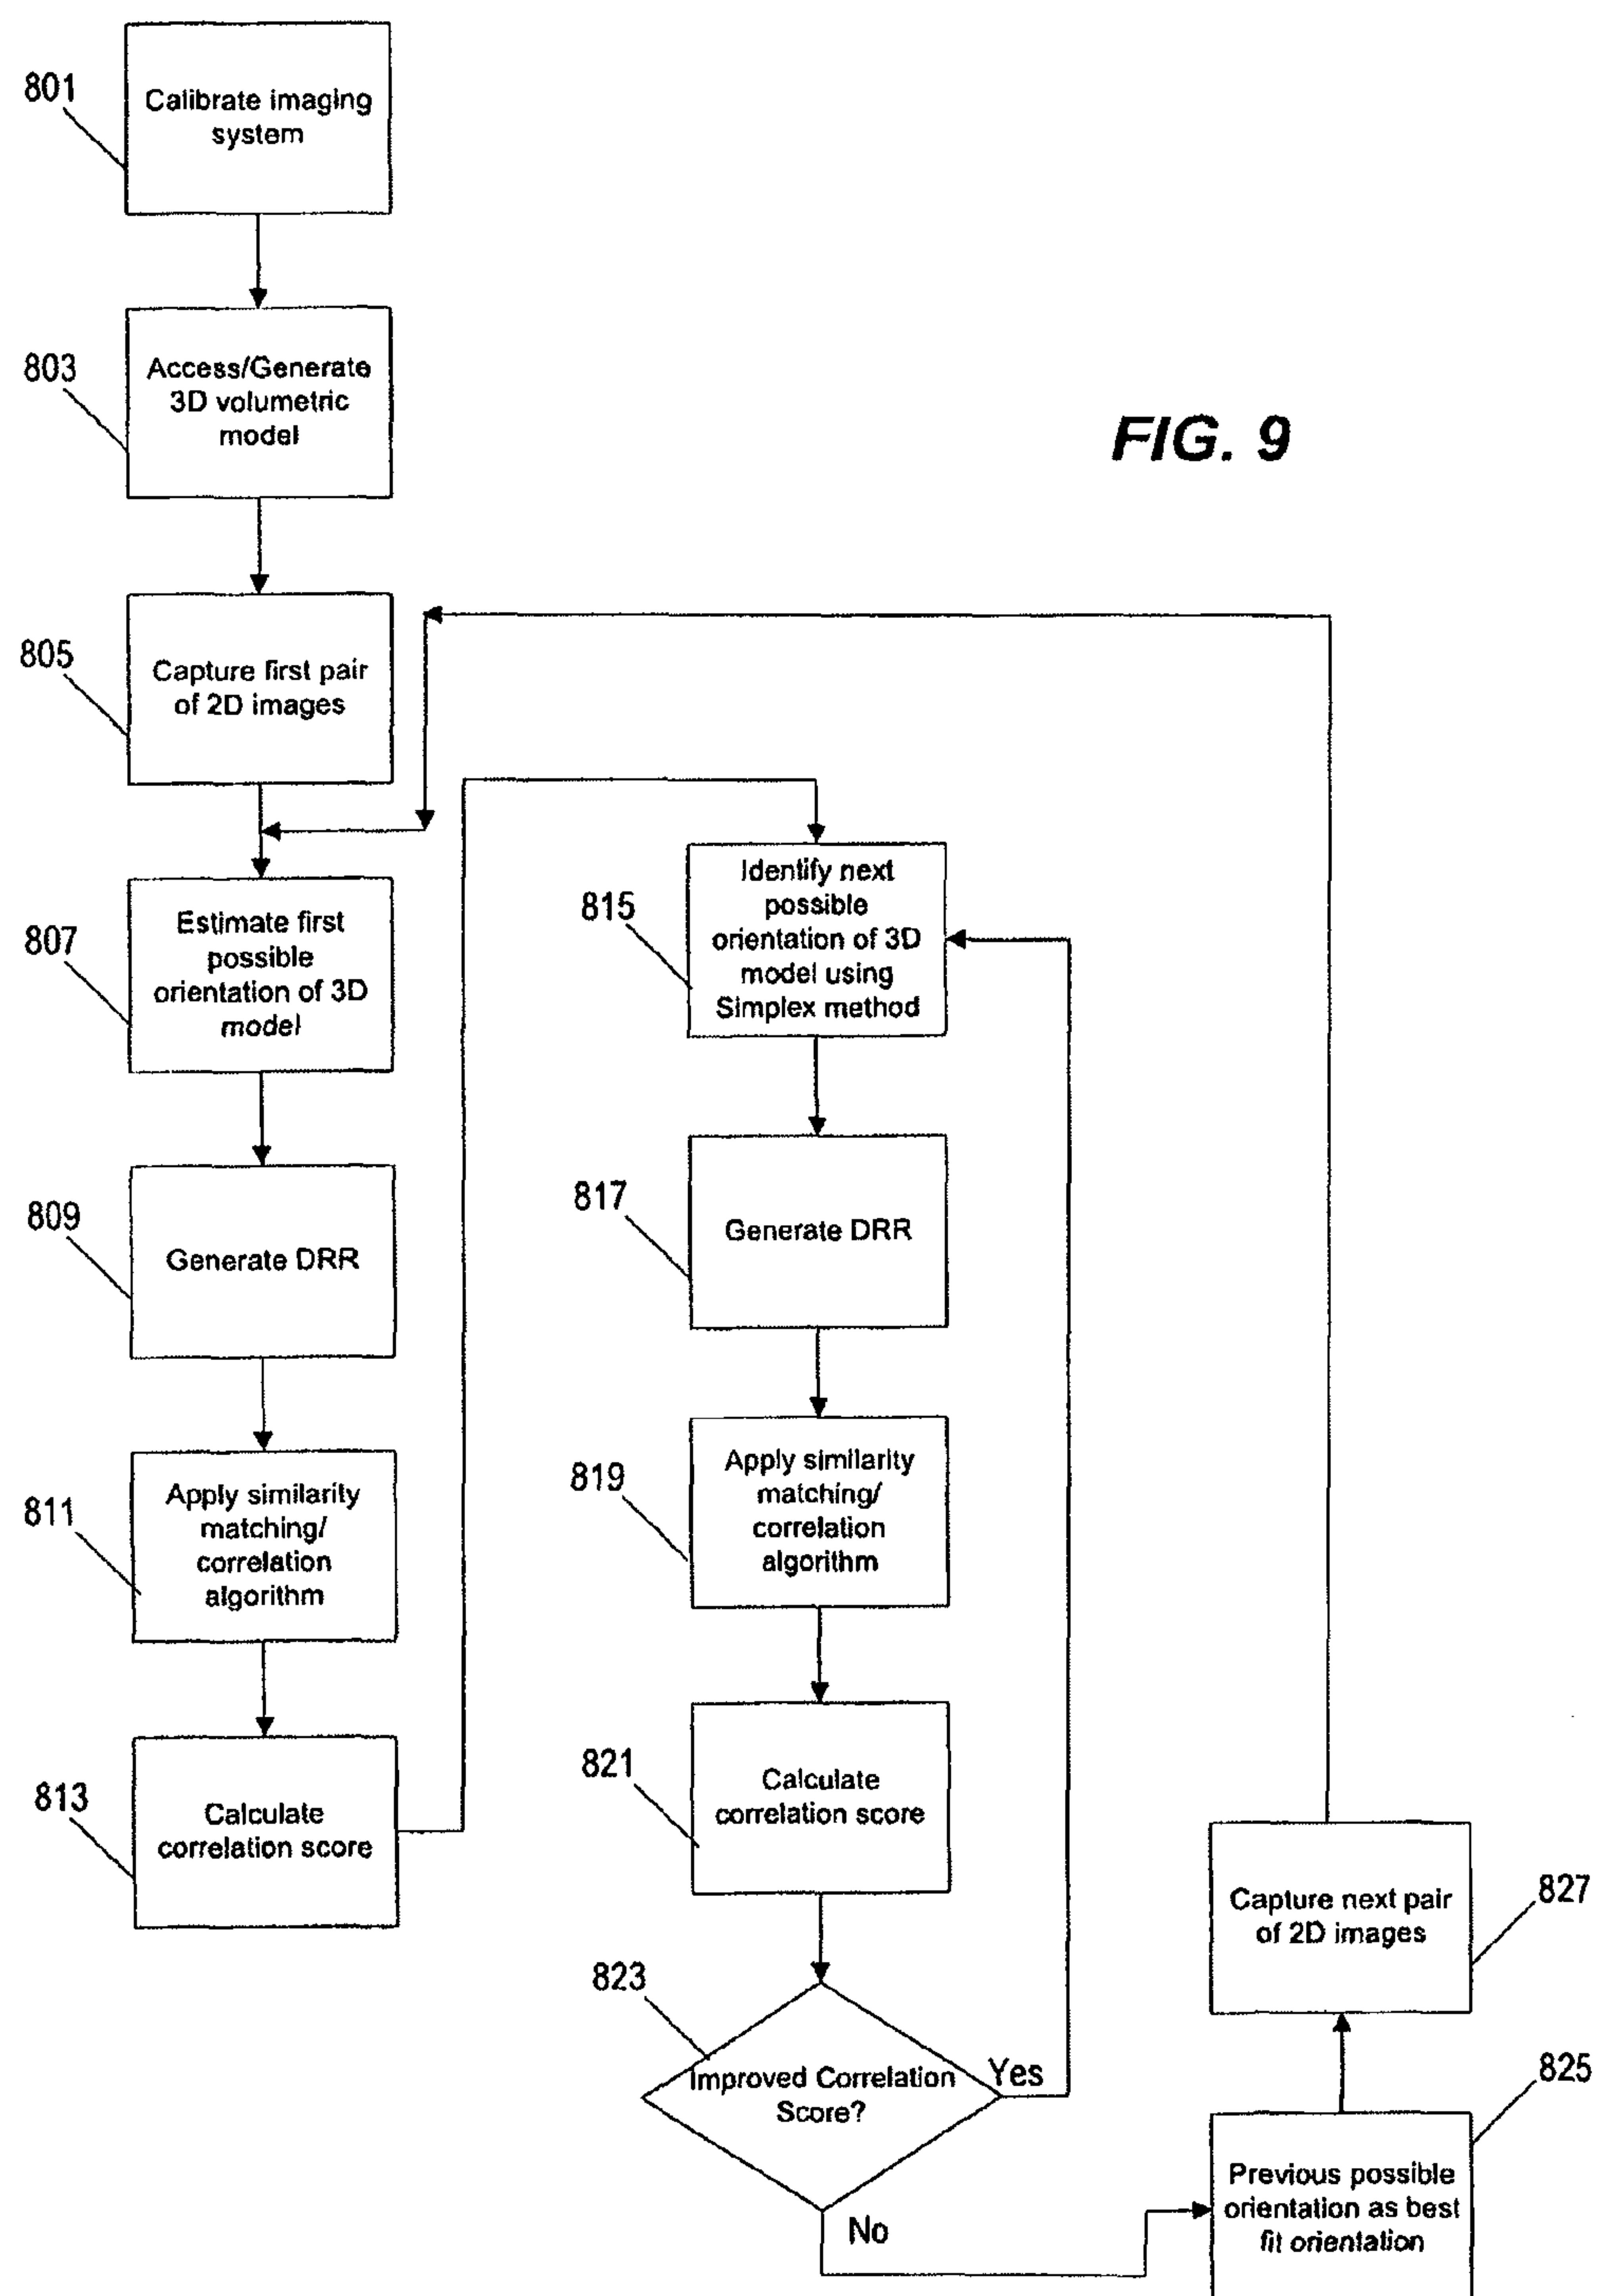 801
Calibrate imaging
system
803
Access/Generate
3D volumetric
model
FIG. 9
805
Capture first pair
of 2D images
807
Estimate first
possible
orientation of 3D
model
809
Generate DRR
811
Apply similarity
matching/
correlation
algorithm
813
Calculate
correlation score
815
Identify next
possible
orientation of 3D
model using
Simplex method
817
Generate DRR
819
Apply similarity
matching/
correlation
algorithm
821
Calculate
correlation score
823
Improved Correlation
Score?
Yes
No
825
Previous possible
orientation as best
fit orientation
827
Capture next pair
of 2D images